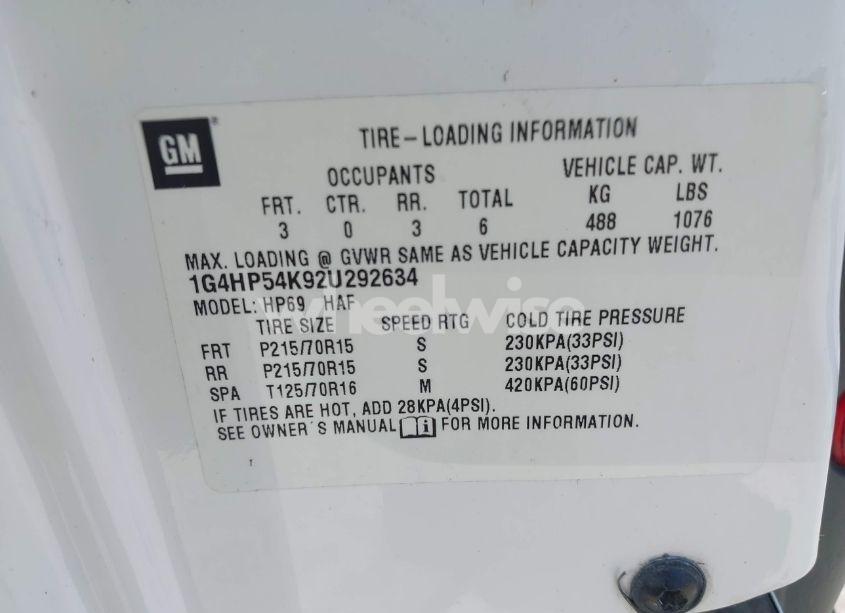 GM
TIRE-LOADING INFORMATION
OCCUPANTS VEHICLE CAP. WT.
FRT. CTR. RR. TOTAL KG LBS
3 0 3 6 488 1076
MAX. LOADING @ GVWR SAME AS VEHICLE CAPACITY WEIGHT.
1G4HP54K92U292634
MODEL: HP69 HAF
TIRE SIZE SPEED RTG COLD TIRE PRESSURE
FRT P215/70R15 S 230KPA(33PSI)
RR P215/70R15 S 230KPA(33PSI)
SPA T125/70R16 M 420KPA(60PSI)
IF TIRES ARE HOT, ADD 28KPA(4PSI).
SEE OWNER'S MANUAL i FOR MORE INFORMATION.
wheelwise